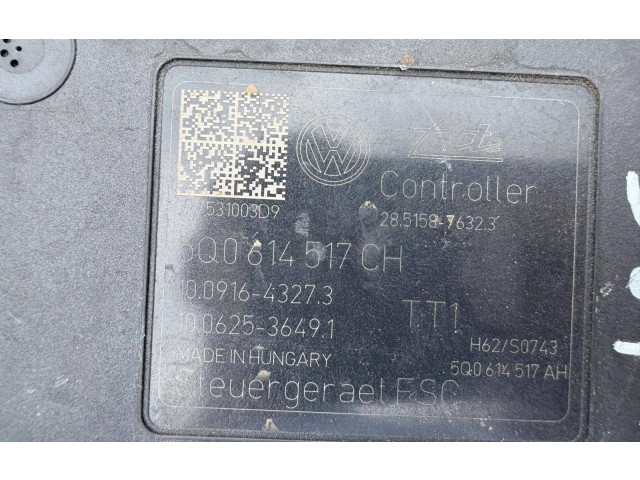 Ate
Controller
531003D9
28.5158-7632.3
5Q0 614 517 CH
10.0916-4327.3
TT1
10.0625-3649.1
H62/S0743
MADE IN HUNGARY
5Q0 614 517 AH
Steuergeraet ESC